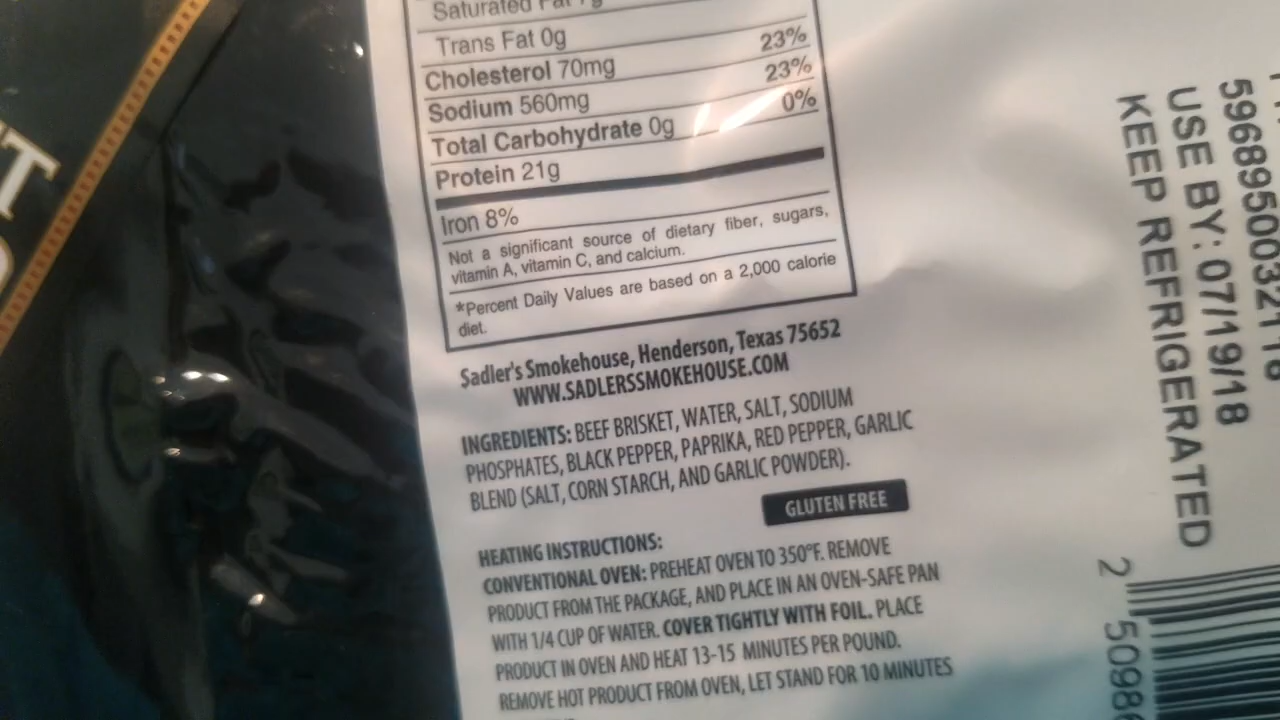 Saturated Fat
Trans Fat 0g
Cholesterol 70mg 23%
Sodium 560mg 23%
Total Carbohydrate 0g 0%
Protein 21g
Iron 8%
Not a significant source of dietary fiber, sugars,
vitamin A, vitamin C, and calcium.
*Percent Daily Values are based on a 2,000 calorie
diet.
Sadler's Smokehouse, Henderson, Texas 75652
WWW.SADLERSSMOKEHOUSE.COM
INGREDIENTS: BEEF BRISKET, WATER, SALT, SODIUM
PHOSPHATES, BLACK PEPPER, PAPRIKA, RED PEPPER, GARLIC
BLEND (SALT, CORN STARCH, AND GARLIC POWDER).
GLUTEN FREE
HEATING INSTRUCTIONS:
CONVENTIONAL OVEN: PREHEAT OVEN TO 350°F. REMOVE
PRODUCT FROM THE PACKAGE, AND PLACE IN AN OVEN-SAFE PAN
WITH 1/4 CUP OF WATER. COVER TIGHTLY WITH FOIL. PLACE
PRODUCT IN OVEN AND HEAT 13-15 MINUTES PER POUND.
REMOVE HOT PRODUCT FROM OVEN, LET STAND FOR 10 MINUTES
USE BY: 07/19/18
KEEP REFRIGERATED